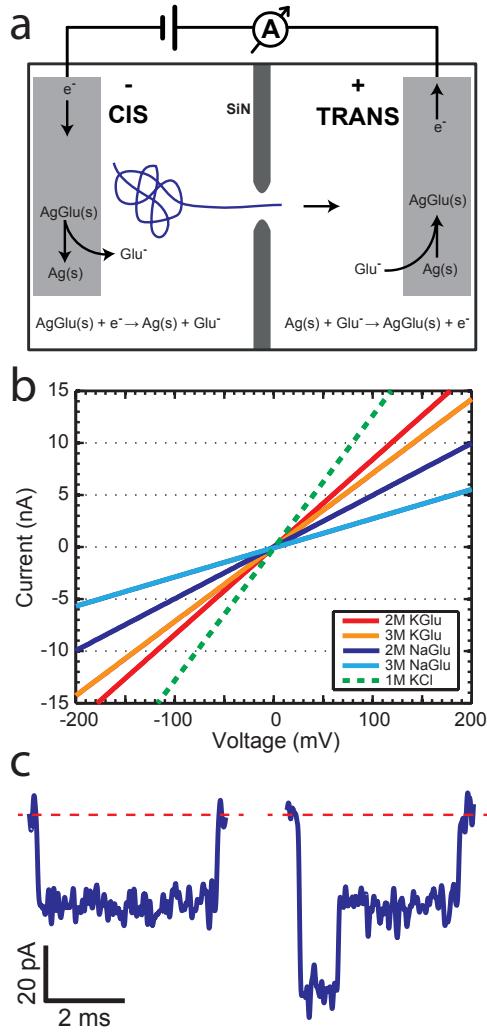 a
A
e⁻
-
CIS
SiN
+
TRANS
e⁻
AgGlu(s)
Glu⁻
Ag(s)
AgGlu(s)
Glu⁻
Ag(s)
AgGlu(s) + e⁻ → Ag(s) + Glu⁻
Ag(s) + Glu⁻ → AgGlu(s) + e⁻
b
15
10
5
0
-5
-10
-15
Current (nA)
2M KGlu
3M KGlu
2M NaGlu
3M NaGlu
1M KCl
-200 -100 0 100 200
Voltage (mV)
c
20 pA
2 ms